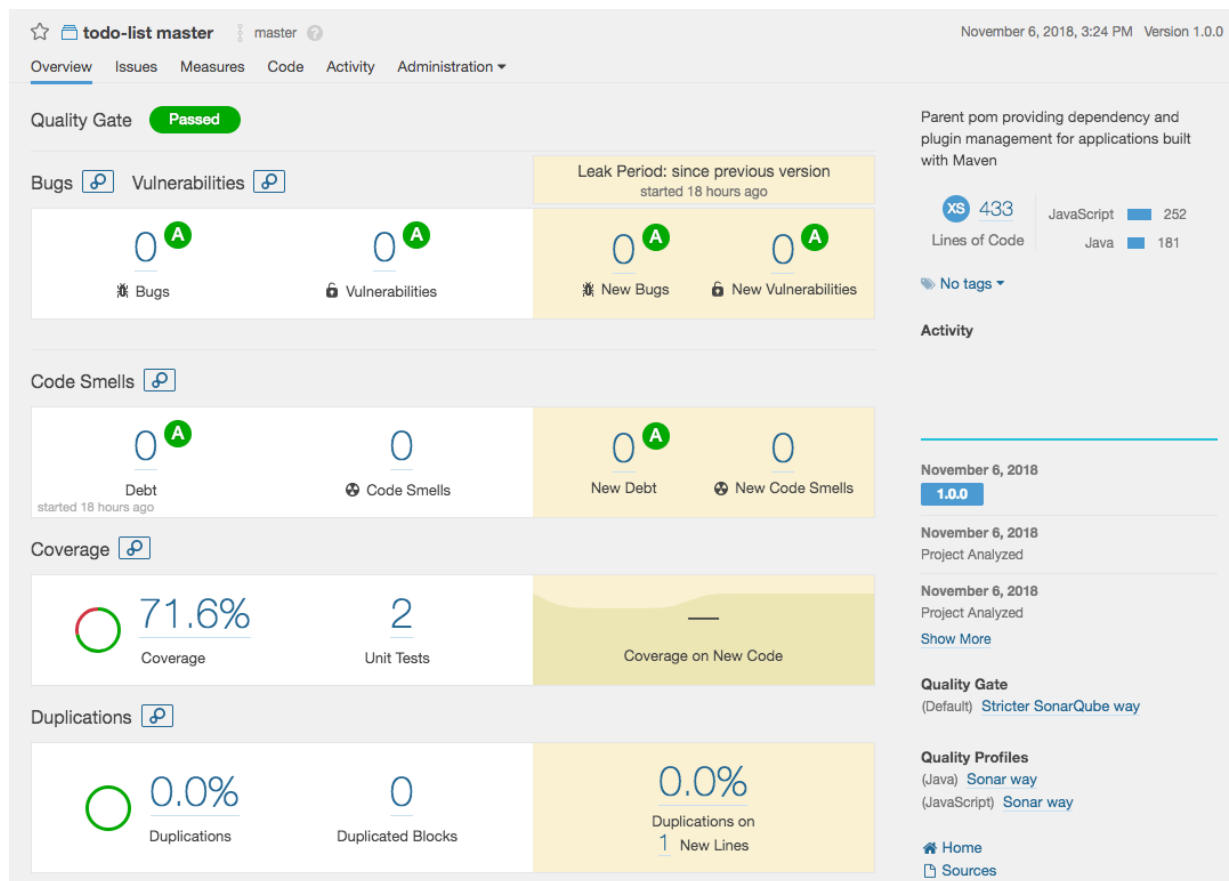 todo-list master master
November 6, 2018, 3:24 PM Version 1.0.0
Overview Issues Measures Code Activity Administration
Quality Gate Passed
Bugs Vulnerabilities
Leak Period: since previous version
started 18 hours ago
0 A
Bugs
0 A
Vulnerabilities
0 A
New Bugs
0 A
New Vulnerabilities
Code Smells
0 A
Debt
started 18 hours ago
0
Code Smells
0 A
New Debt
0
New Code Smells
Coverage
71.6%
Coverage
2
Unit Tests
—
Coverage on New Code
Duplications
0.0%
Duplications
0
Duplicated Blocks
0.0%
Duplications on
1 New Lines
Parent pom providing dependency and
plugin management for applications built
with Maven
XS 433
Lines of Code
JavaScript 252
Java 181
No tags
Activity
November 6, 2018
1.0.0
November 6, 2018
Project Analyzed
November 6, 2018
Project Analyzed
Show More
Quality Gate
(Default) Stricter SonarQube way
Quality Profiles
(Java) Sonar way
(JavaScript) Sonar way
Home
Sources